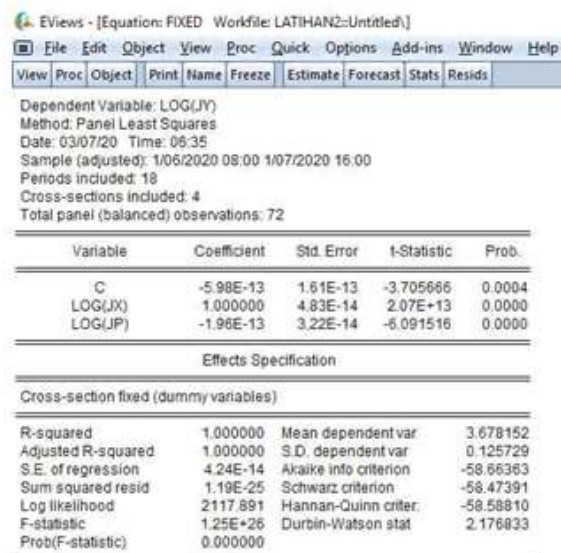 EViews - [Equation: FIXED Workfile: LATIHAN2::Untitled\]
File Edit Object View Proc Quick Options Add-ins Window Help
View Proc Object Print Name Freeze Estimate Forecast Stats Resids
Dependent Variable: LOG(JY)
Method: Panel Least Squares
Date: 03/07/20 Time: 06:35
Sample (adjusted): 1/06/2020 08:00 1/07/2020 16:00
Periods included: 18
Cross-sections included: 4
Total panel (balanced) observations: 72
Variable Coefficient Std. Error t-Statistic Prob.
C -5.98E-13 1.61E-13 -3.705666 0.0004
LOG(JX) 1.000000 4.83E-14 2.07E+13 0.0000
LOG(JP) -1.96E-13 3.22E-14 -6.091516 0.0000
Effects Specification
Cross-section fixed (dummy variables)
R-squared 1.000000 Mean dependent var 3.678152
Adjusted R-squared 1.000000 S.D. dependent var 0.125729
S.E. of regression 4.24E-14 Akaike info criterion -58.66363
Sum squared resid 1.19E-25 Schwarz criterion -58.47391
Log likelihood 2117.891 Hannan-Quinn criter. -58.58810
F-statistic 1.25E+26 Durbin-Watson stat 2.176833
Prob(F-statistic) 0.000000